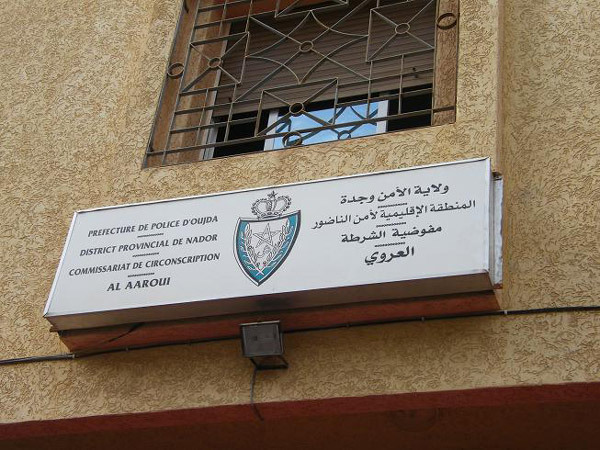 PREFECTURE DE POLICE D'OUJDA
DISTRICT PROVINCIAL DE NADOR
COMMISSARIAT DE CIRCONSCRIPTION
AL AAROUI
ولاية الأمن وجدة
المنطقة الإقليمية لأمن الناضور
مفوضية الشرطة
العروي